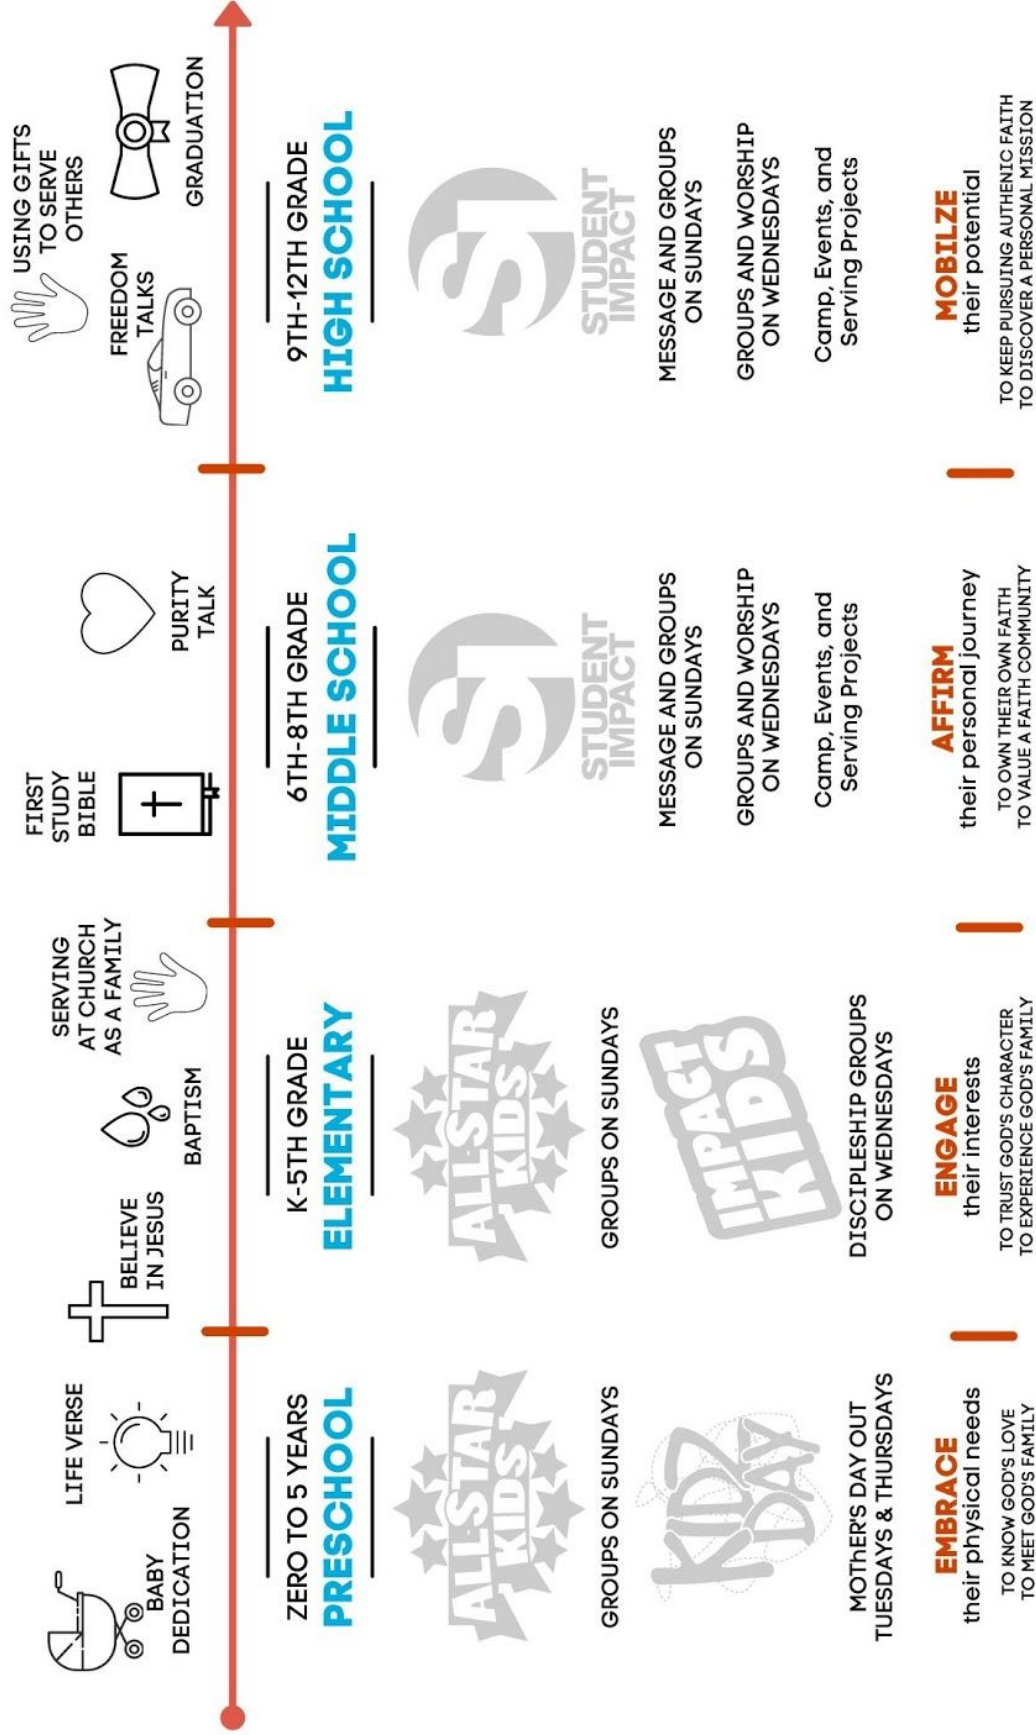 BABY
DEDICATION
LIFE VERSE
BELIEVE
IN JESUS
BAPTISM
SERVING
AT CHURCH
AS A FAMILY
FIRST
STUDY
BIBLE
PURITY
TALK
FREEDOM
TALKS
USING GIFTS
TO SERVE
OTHERS
GRADUATION
ZERO TO 5 YEARS
PRESCHOOL
ALLSTAR
KIDS
GROUPS ON SUNDAYS
KIDZ
DAY
MOTHER'S DAY OUT
TUESDAYS & THURSDAYS
EMBRACE
their physical needs
TO KNOW GOD'S LOVE
TO MEET GOD'S FAMILY
K-5TH GRADE
ELEMENTARY
ALLSTAR
KIDS
GROUPS ON SUNDAYS
IMPACT
KIDS
DISCIPLESHIP GROUPS
ON WEDNESDAYS
ENGAGE
their interests
TO TRUST GOD'S CHARACTER
TO EXPERIENCE GOD'S FAMILY
6TH-8TH GRADE
MIDDLE SCHOOL
SI
STUDENT
IMPACT
MESSAGE AND GROUPS
ON SUNDAYS
GROUPS AND WORSHIP
ON WEDNESDAYS
Camp, Events, and
Serving Projects
AFFIRM
their personal journey
TO OWN THEIR OWN FAITH
TO VALUE A FAITH COMMUNITY
9TH-12TH GRADE
HIGH SCHOOL
SI
STUDENT
IMPACT
MESSAGE AND GROUPS
ON SUNDAYS
GROUPS AND WORSHIP
ON WEDNESDAYS
Camp, Events, and
Serving Projects
MOBILZE
their potential
TO KEEP PURSUING AUTHENIC FAITH
TO DISCOVER A PERSONAL MISSION